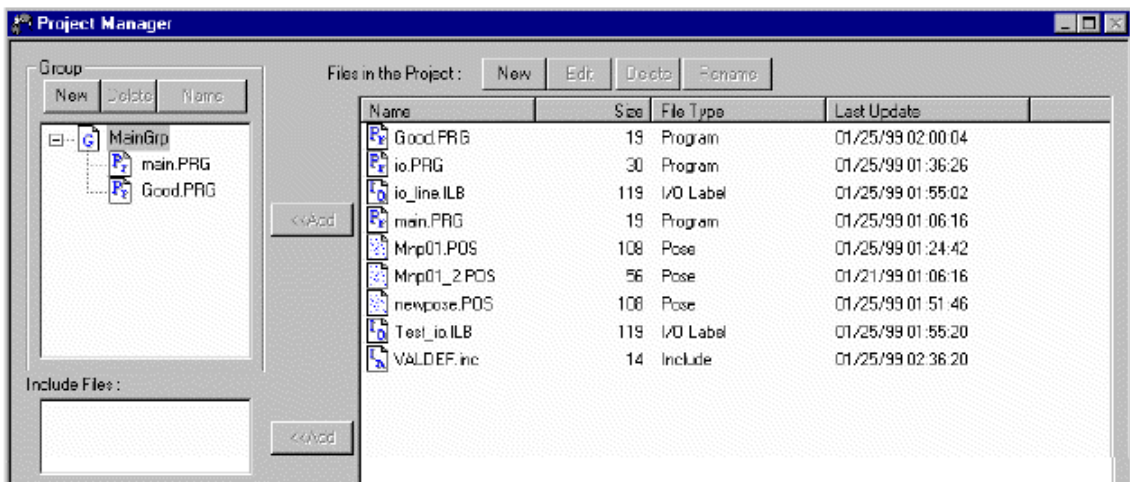 Project Manager
Group
New Delete Name
MainGrp
main.PRG
Good.PRG
Include Files :
<<Add
<<Add
Files in the Project : New Edit Delete Rename
Name Size File Type Last Update
Good.PRG 19 Program 01/25/99 02:00:04
io.PRG 30 Program 01/25/99 01:36:26
io_line.ILB 119 I/O Label 01/25/99 01:55:02
main.PRG 19 Program 01/25/99 01:06:16
Mnp01.POS 108 Pose 01/25/99 01:24:42
Mnp01_2.POS 56 Pose 01/21/99 01:06:16
newpose.POS 108 Pose 01/25/99 01:51:46
Test_io.ILB 119 I/O Label 01/25/99 01:55:20
VALDEF.inc 14 Include 01/25/99 02:36:20